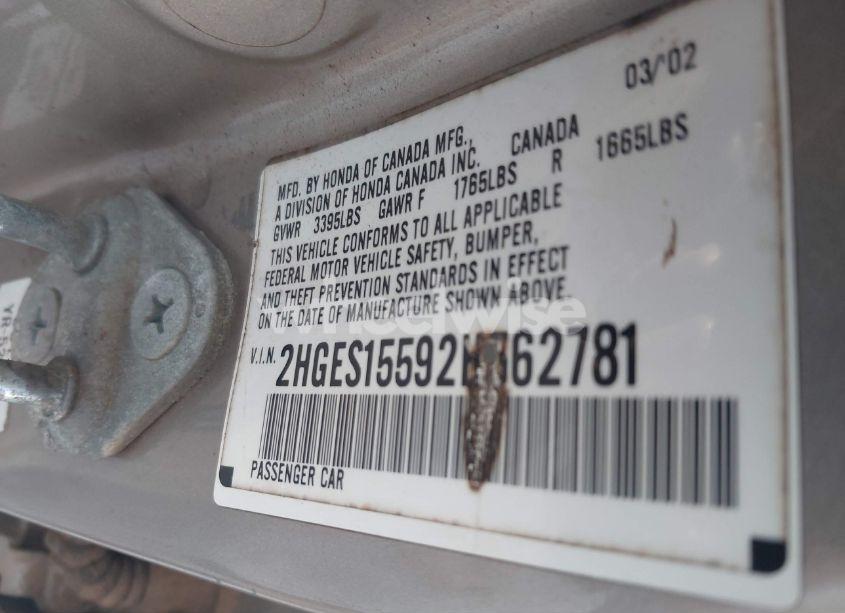 03/'02
MFD. BY HONDA OF CANADA MFG.,
A DIVISION OF HONDA CANADA INC. CANADA
GVWR 3395LBS GAWR F 1765LBS R 1665LBS
THIS VEHICLE CONFORMS TO ALL APPLICABLE
FEDERAL MOTOR VEHICLE SAFETY, BUMPER,
AND THEFT PREVENTION STANDARDS IN EFFECT
ON THE DATE OF MANUFACTURE SHOWN ABOVE.
wheelwise
V.I.N.
PASSENGER CAR